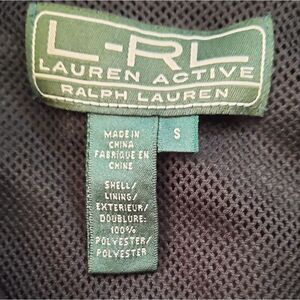 L-RL
LAUREN ACTIVE
RALPH LAUREN
S
MADE IN
CHINA
FABRIQUE EN
CHINE
SHELL/
LINING/
EXTERIEUR/
DOUBLURE:
100%
POLYESTER/
POLYESTER